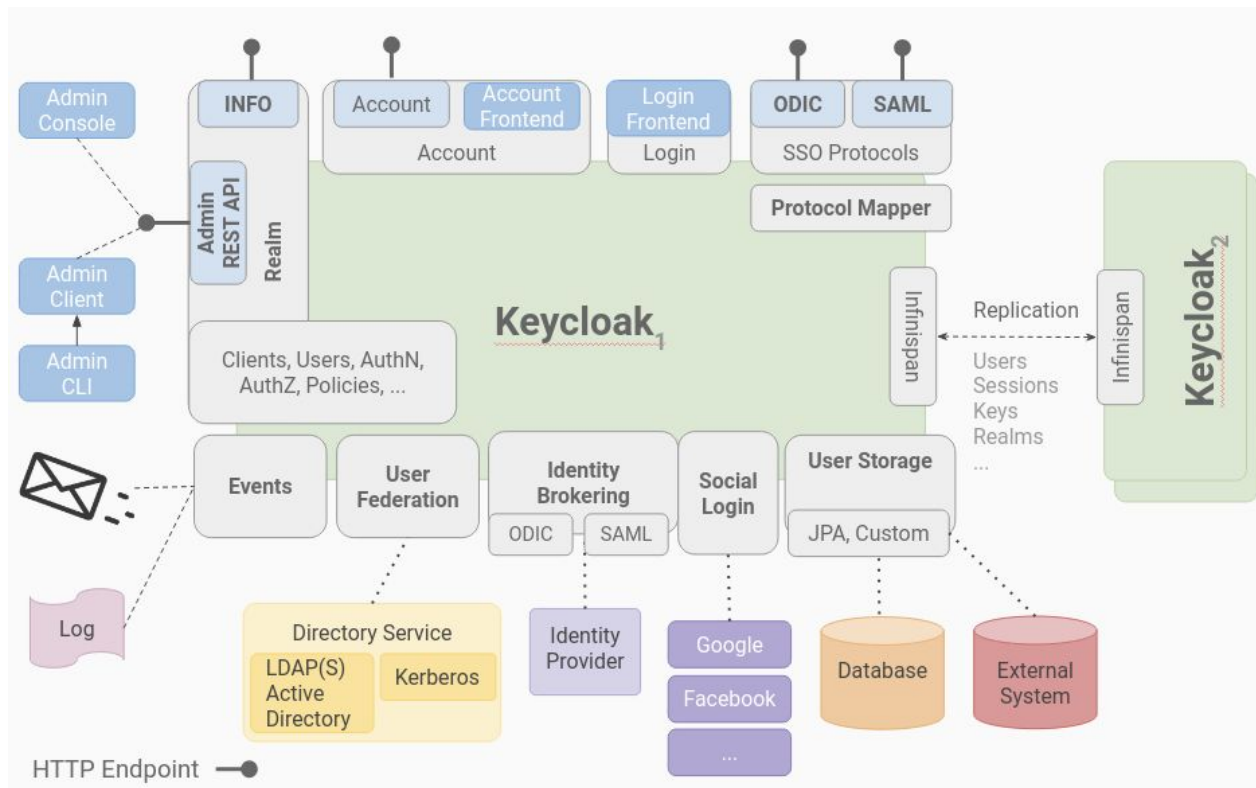 INFO
Account
Account
Frontend
Account
Login
Frontend
Login
ODIC
SAML
SSO Protocols
Protocol Mapper
Admin
Console
Admin
REST API
Realm
Admin
Client
Admin
CLI
Keycloak1
Clients, Users, AuthN,
AuthZ, Policies, ...
Infinispan
Replication
Users
Sessions
Keys
Realms
...
Infinispan
Keycloak2
Events
User
Federation
Identity
Brokering
ODIC
SAML
Social
Login
User Storage
JPA, Custom
Log
Directory Service
LDAP(S)
Active
Directory
Kerberos
Identity
Provider
Google
Facebook
...
Database
External
System
HTTP Endpoint